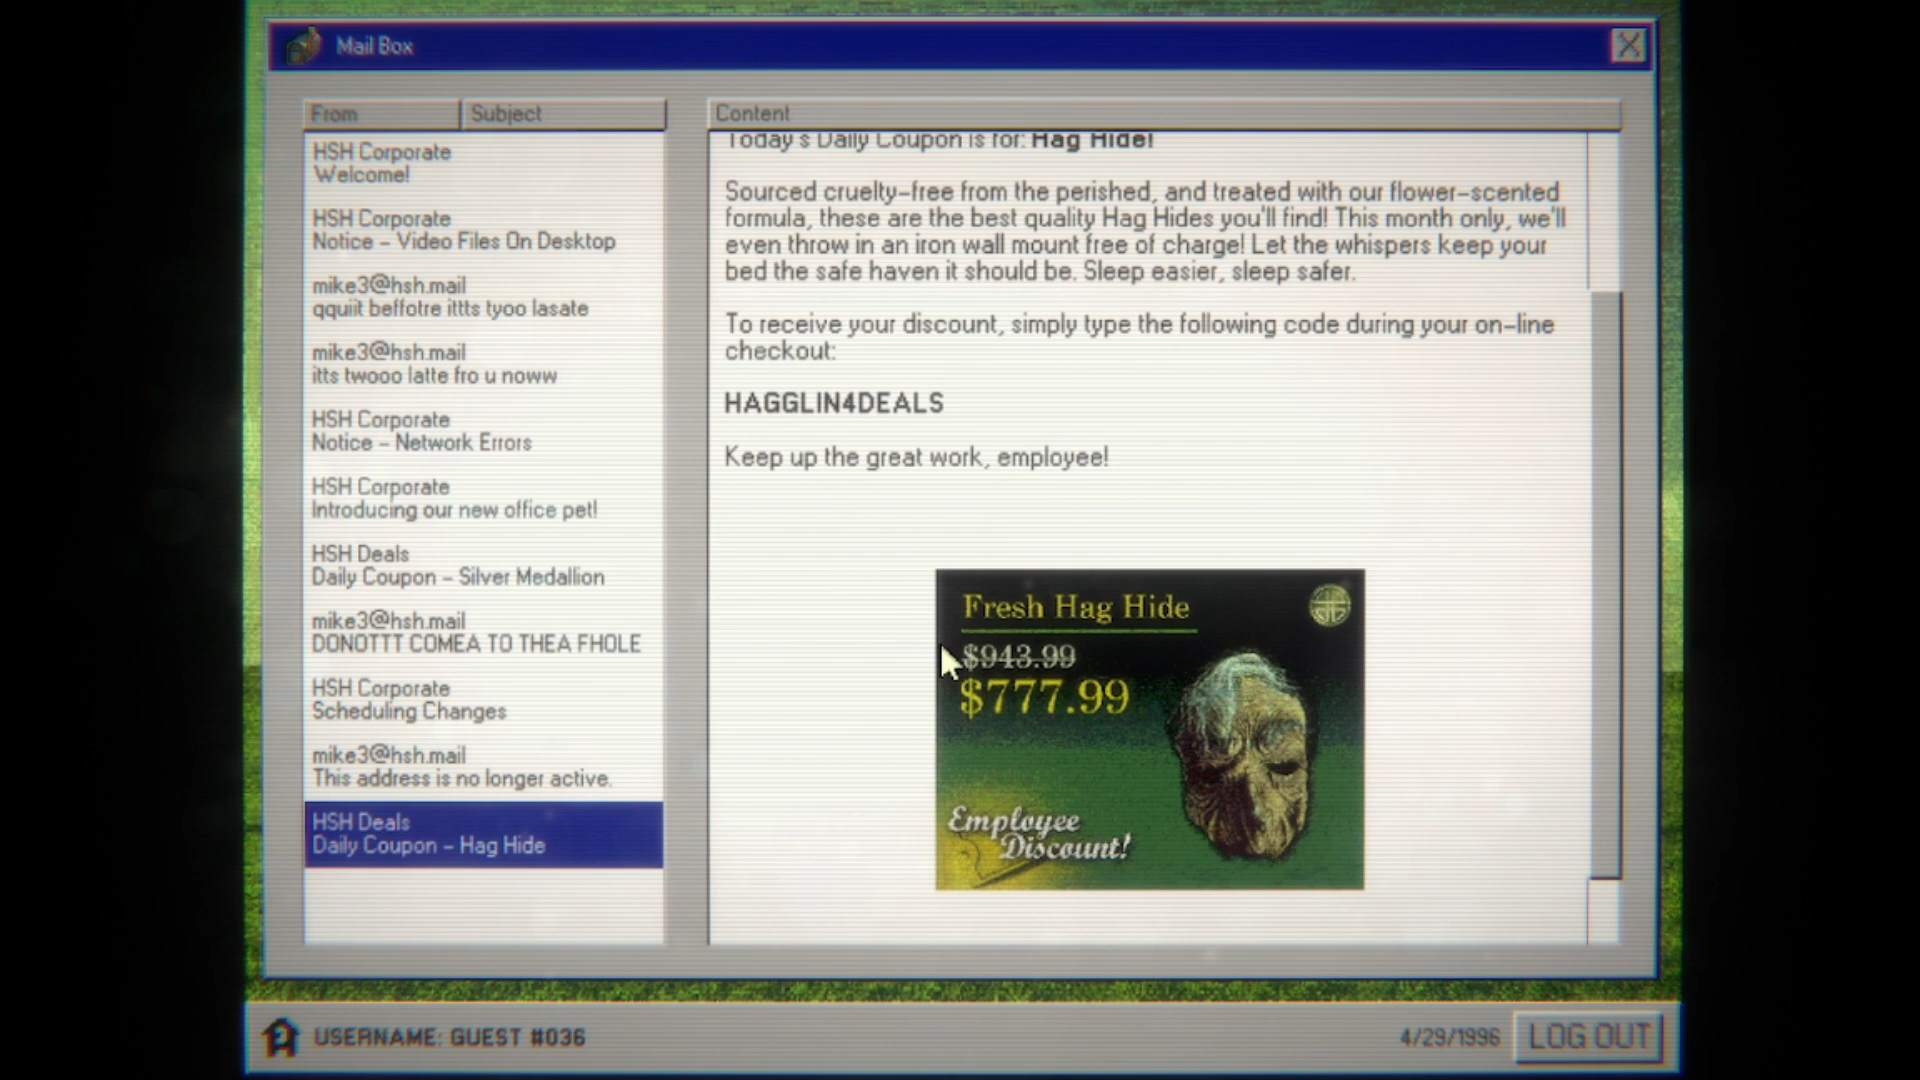 Mail Box
From
Subject
Content
HSH Corporate
Welcome!
HSH Corporate
Notice - Video Files On Desktop
mike3@hsh.mail
qquiit beffotre ittts tyoo lasate
mike3@hsh.mail
itts twooo latte fro u noww
HSH Corporate
Notice - Network Errors
HSH Corporate
Introducing our new office pet!
HSH Deals
Daily Coupon - Silver Medallion
mike3@hsh.mail
DONOTTT COMEA TO THEA FHOLE
HSH Corporate
Scheduling Changes
mike3@hsh.mail
This address is no longer active.
HSH Deals
Daily Coupon - Hag Hide
Today's Daily Coupon is for: Hag Hide!
Sourced cruelty-free from the perished, and treated with our flower-scented
formula, these are the best quality Hag Hides you'll find! This month only, we'll
even throw in an iron wall mount free of charge! Let the whispers keep your
bed the safe haven it should be. Sleep easier, sleep safer.
To receive your discount, simply type the following code during your on-line
checkout:
HAGGLIN4DEALS
Keep up the great work, employee!
Fresh Hag Hide
$943.99
$777.99
Employee
Discount!
USERNAME: GUEST #036
4/29/1996
LOG OUT